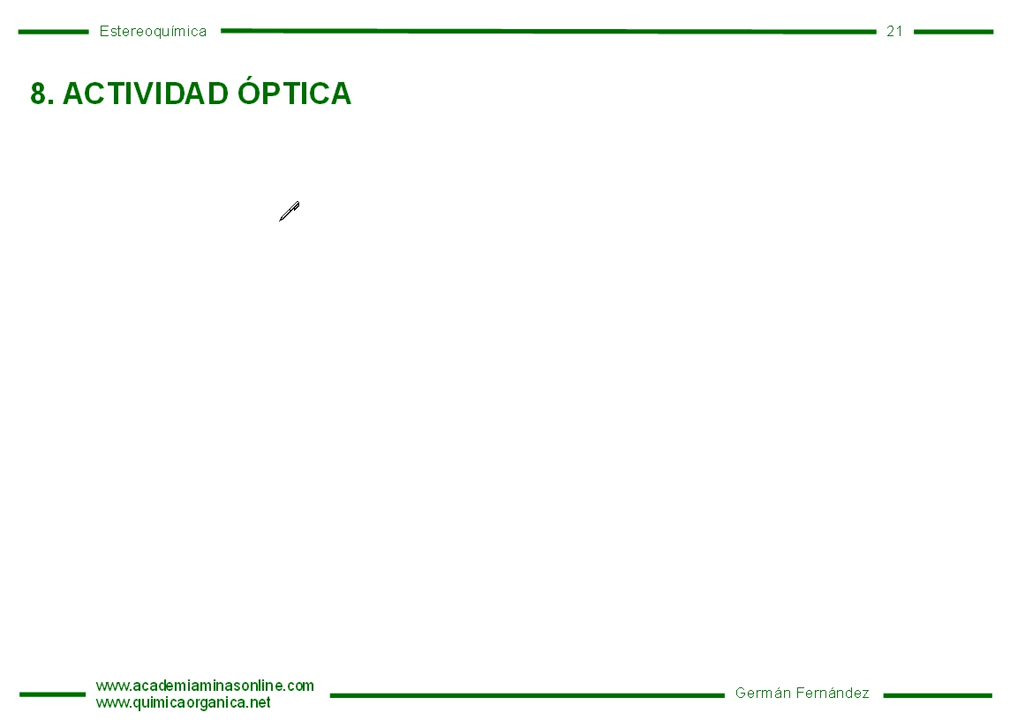 Estereoquímica 21
8. ACTIVIDAD ÓPTICA
www.academiaminasonline.com
www.quimicaorganica.net
Germán Fernández